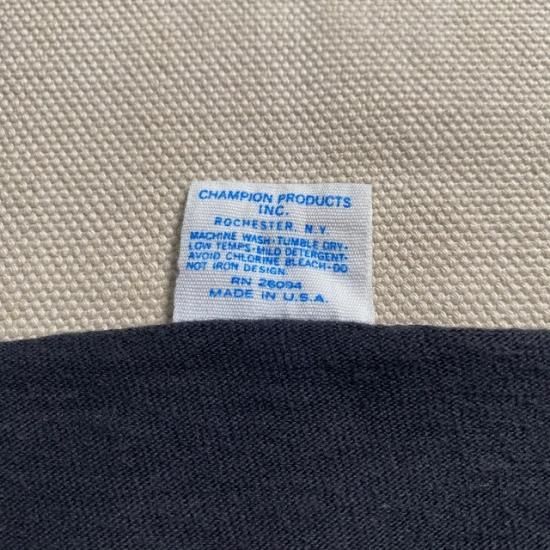 CHAMPION PRODUCTS
INC.
ROCHESTER, N.Y.
MACHINE WASH·TUMBLE DRY·
LOW TEMPS·MILD DETERGENT·
AVOID CHLORINE BLEACH·DO
NOT IRON DESIGN.
RN 26094
MADE IN U.S.A.